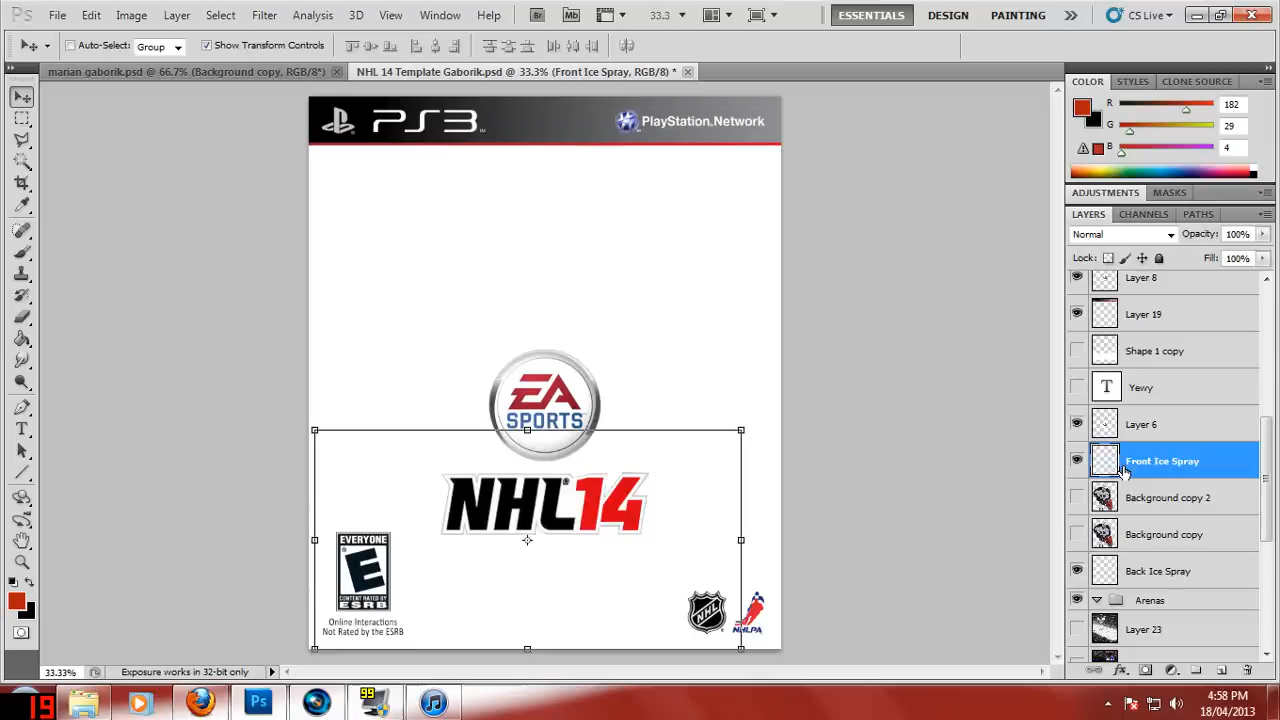 Ps File Edit Image Layer Select Filter Analysis 3D View Window Help Br Mb 33.3 ESSENTIALS DESIGN PAINTING CS Live
Auto-Select: Group Show Transform Controls
marian gaborik.psd @ 66.7% (Background copy, RGB/8*) NHL 14 Template Gaborik.psd @ 33.3% (Front Ice Spray, RGB/8) *
COLOR STYLES CLONE SOURCE
R 182
G 29
B 4
ADJUSTMENTS MASKS
LAYERS CHANNELS PATHS
Normal Opacity: 100%
Lock: Fill: 100%
Layer 8
Layer 19
Shape 1 copy
T Yewy
Layer 6
Front Ice Spray
Background copy 2
Background copy
Back Ice Spray
Arenas
Layer 23
PS3 PlayStation Network
EA
SPORTS
NHL14
EVERYONE
E
CONTENT RATED BY
ESRB
Online Interactions
Not Rated by the ESRB
NHL
NHLPA
33.33% Exposure works in 32-bit only
19 Ps 99 4:58 PM
18/04/2013